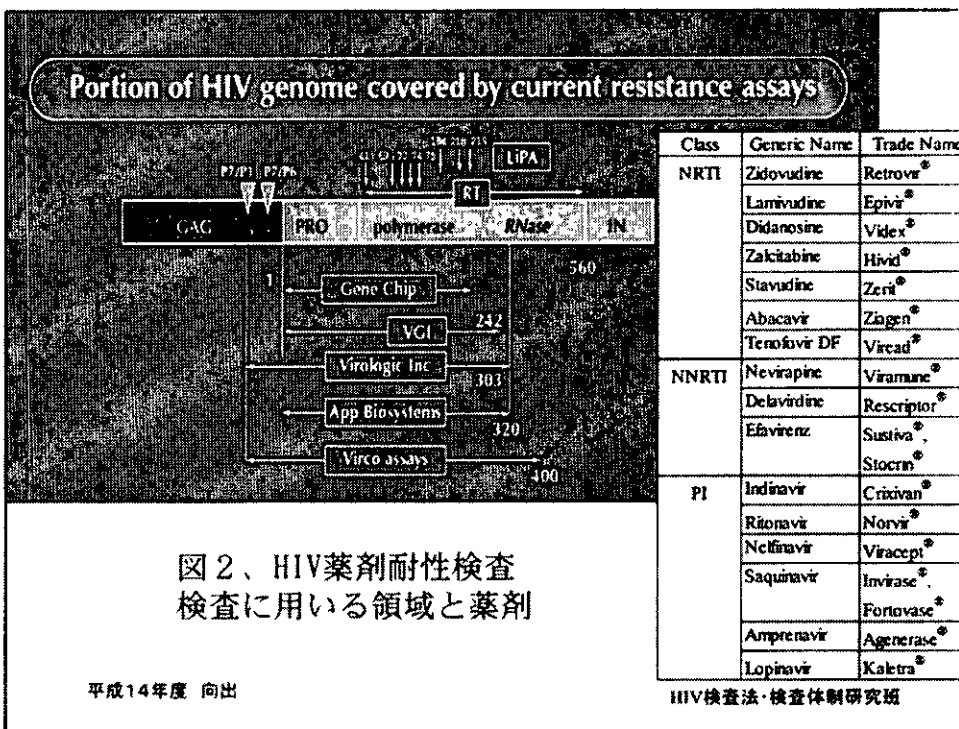 Portion of HIV genome covered by current resistance assays
LiPA
P7/P1 P7/P6
RT
GAG PRO polymerase RNase IN
1 560
Gene Chip
VGI 242
Virologic Inc 303
App Biosystems 320
Virco assays 400
Class Generic Name Trade Name
NRTI Zidovudine Retrovir®
Lamivudine Epivir®
Didanosine Videx®
Zalcitabine Hivid®
Stavudine Zerit®
Abacavir Ziagen®
Tenofovir DF Viread®
NNRTI Nevirapine Viramune®
Delavirdine Rescriptor®
Efavirenz Sustiva®,
Stocrin®
PI Indinavir Crixivan®
Ritonavir Norvir®
Nelfinavir Viracept®
Saquinavir Invirase®,
Fortovase®
Amprenavir Agenerase®
Lopinavir Kaletra®
図2、HIV薬剤耐性検査
検査に用いる領域と薬剤
平成14年度 向出
HIV検査法・検査体制研究班